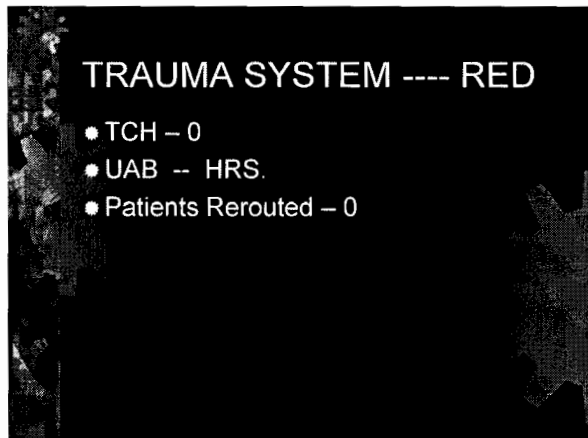 TRAUMA SYSTEM ---- RED
TCH – 0
UAB -- HRS.
Patients Rerouted – 0